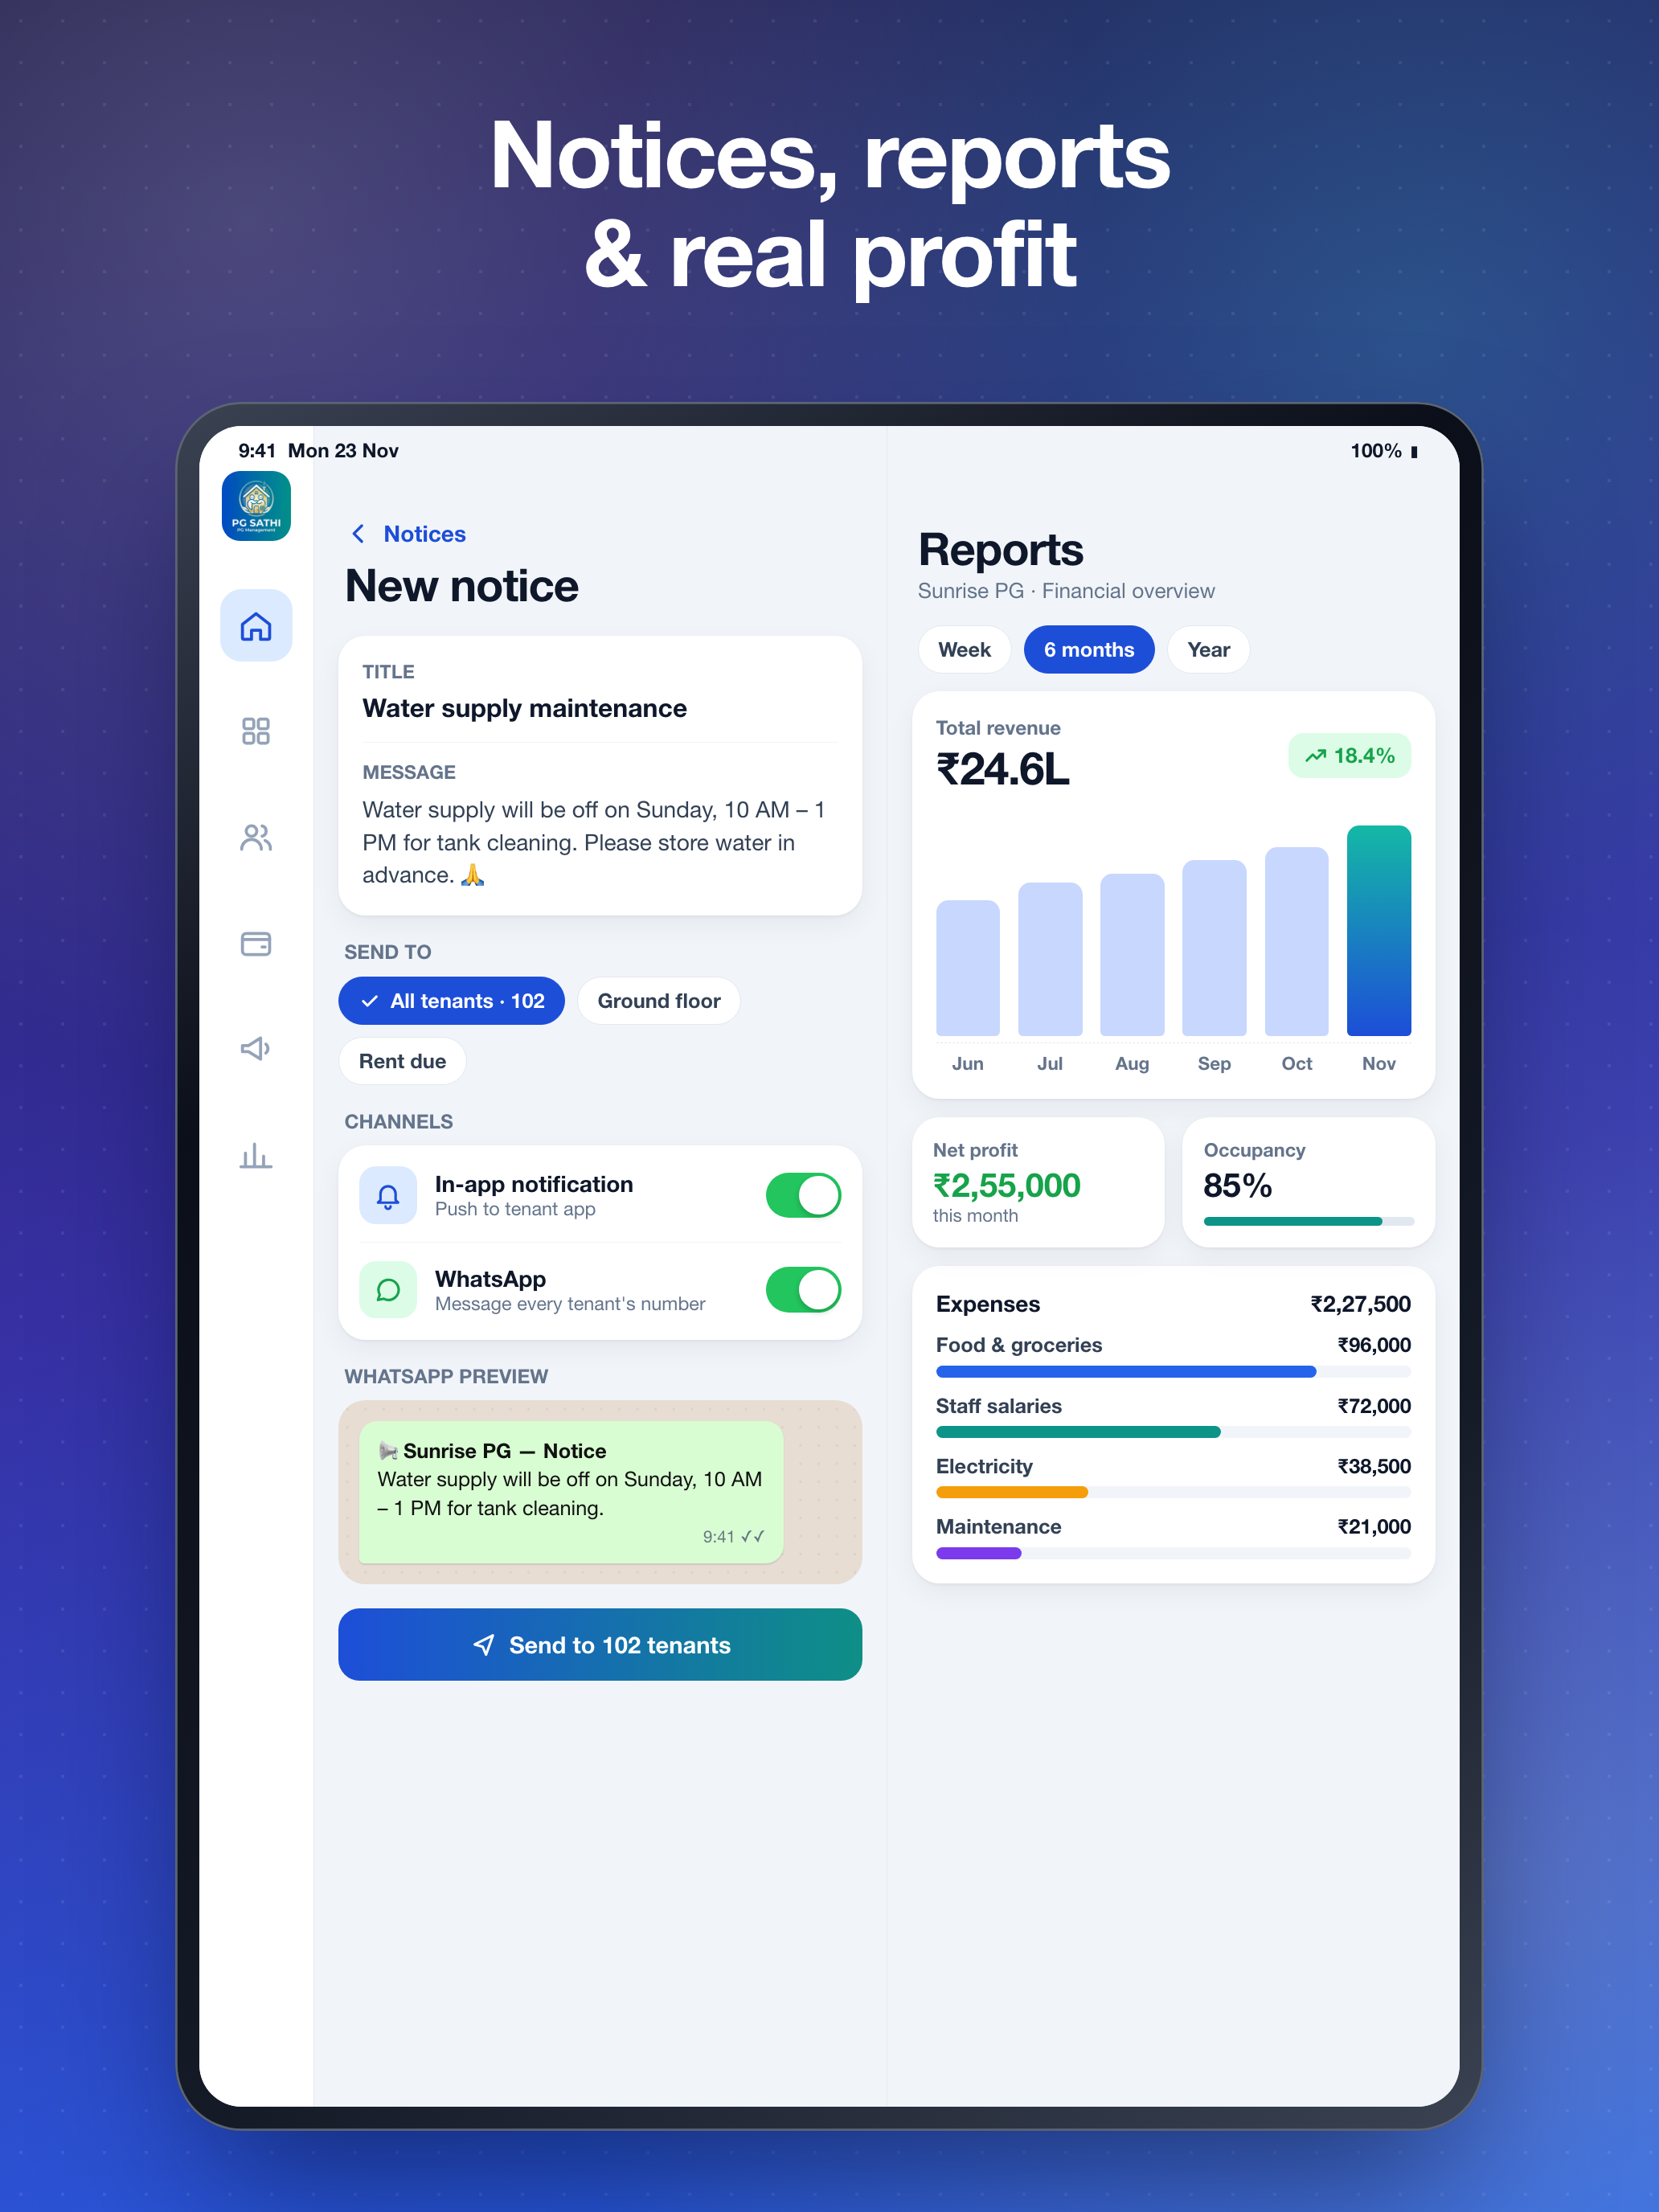 Notices, reports
& real profit
9:41 Mon 23 Nov
100%
PG SATHI
PG Management
Notices
New notice
TITLE
Water supply maintenance
MESSAGE
Water supply will be off on Sunday, 10 AM – 1
PM for tank cleaning. Please store water in
advance. 🙏
SEND TO
All tenants · 102
Ground floor
Rent due
CHANNELS
In-app notification
Push to tenant app
WhatsApp
Message every tenant's number
WHATSAPP PREVIEW
📢 Sunrise PG — Notice
Water supply will be off on Sunday, 10 AM
– 1 PM for tank cleaning.
9:41 ✓✓
Send to 102 tenants
Reports
Sunrise PG · Financial overview
Week
6 months
Year
Total revenue
₹24.6L
18.4%
Jun Jul Aug Sep Oct Nov
Net profit
₹2,55,000
this month
Occupancy
85%
Expenses ₹2,27,500
Food & groceries ₹96,000
Staff salaries ₹72,000
Electricity ₹38,500
Maintenance ₹21,000